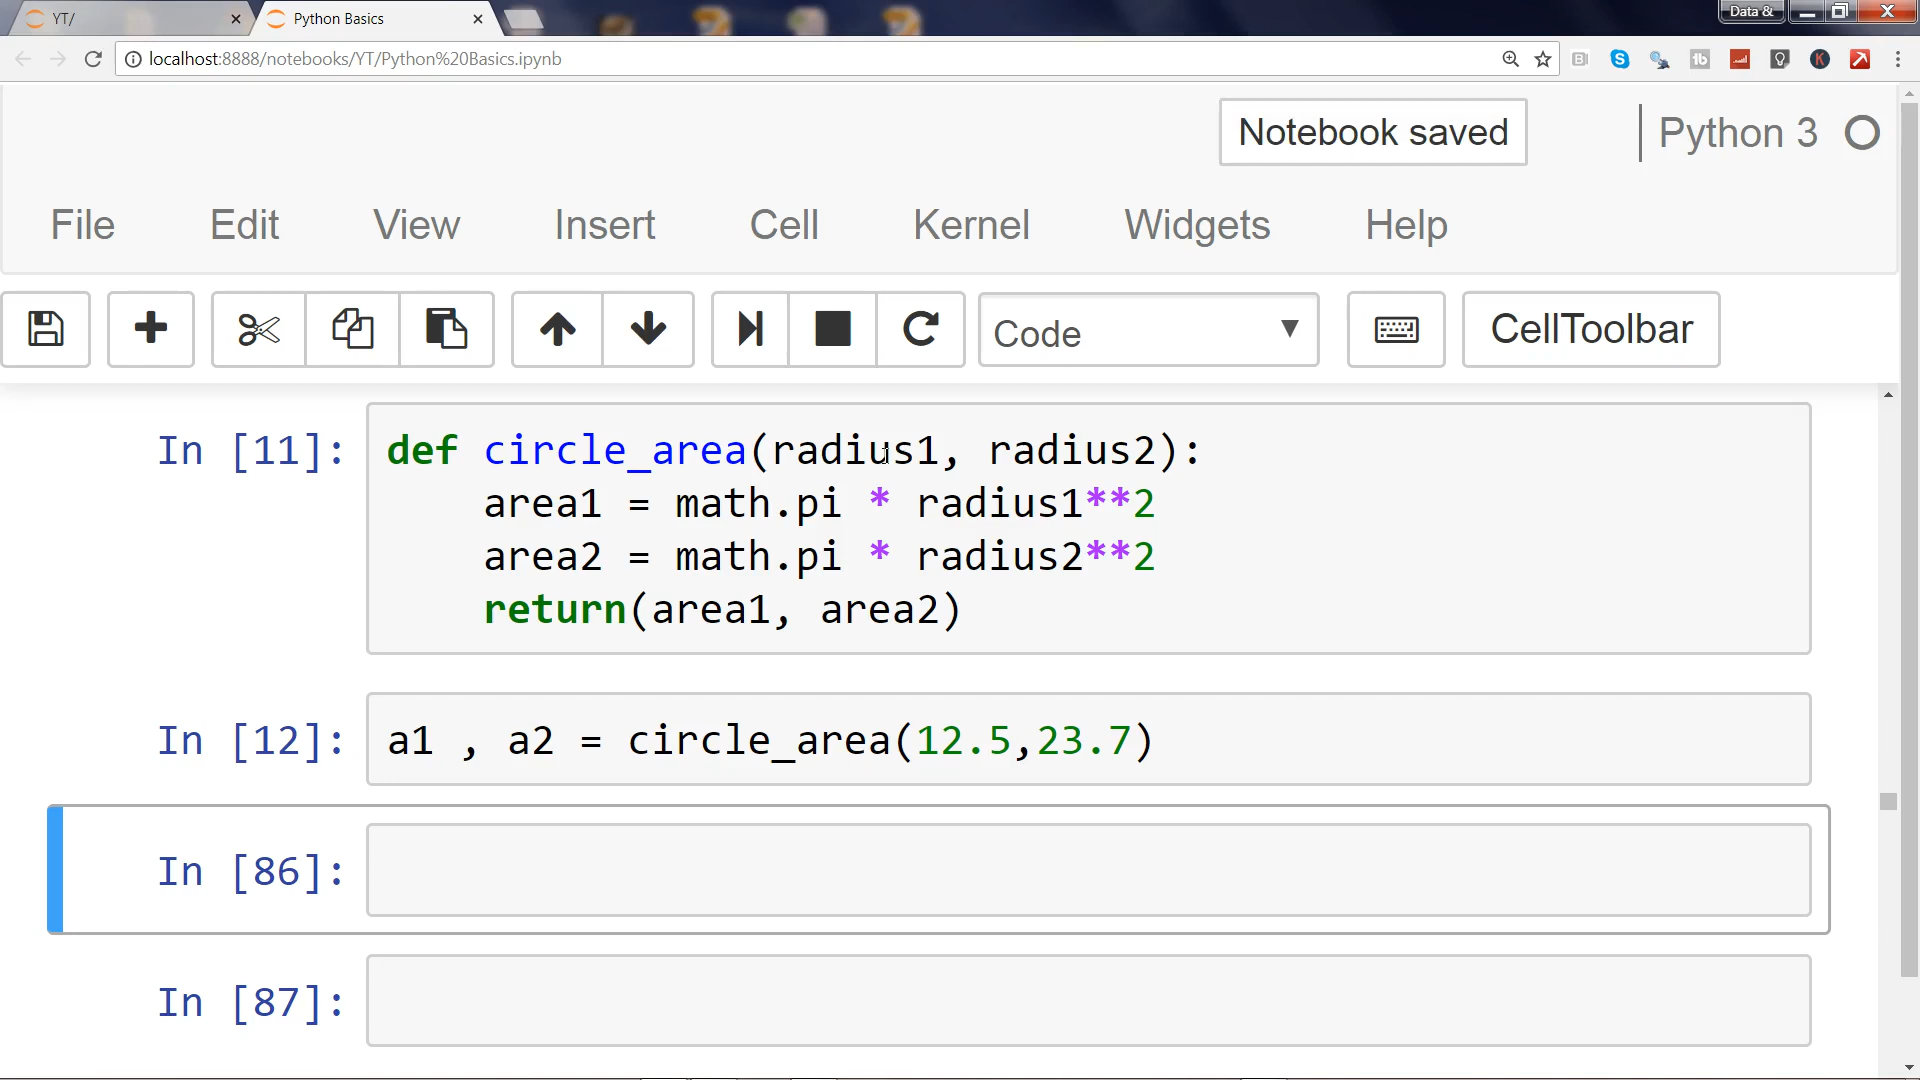 YT/
Python Basics
Data &
localhost:8888/notebooks/YT/Python%20Basics.ipynb
Notebook saved
Python 3
File Edit View Insert Cell Kernel Widgets Help
Code
CellToolbar
In [11]: def circle_area(radius1, radius2):
area1 = math.pi * radius1**2
area2 = math.pi * radius2**2
return(area1, area2)
In [12]: a1 , a2 = circle_area(12.5,23.7)
In [86]:
In [87]: